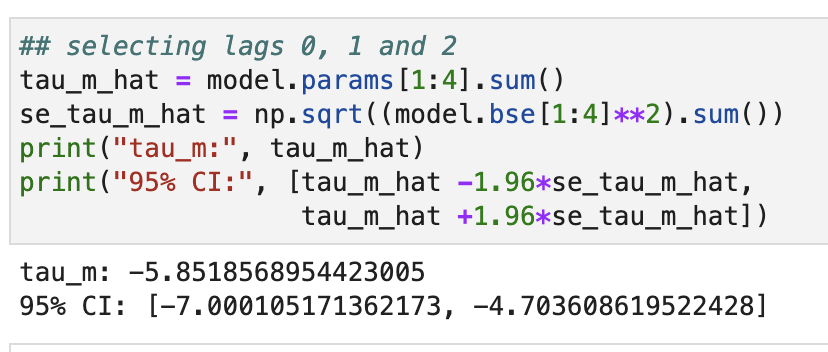 ## selecting lags 0, 1 and 2
tau_m_hat = model.params[1:4].sum()
se_tau_m_hat = np.sqrt((model.bse[1:4]**2).sum())
print("tau_m:", tau_m_hat)
print("95% CI:", [tau_m_hat -1.96*se_tau_m_hat,
tau_m_hat +1.96*se_tau_m_hat])
tau_m: -5.8518568954423005
95% CI: [-7.000105171362173, -4.703608619522428]